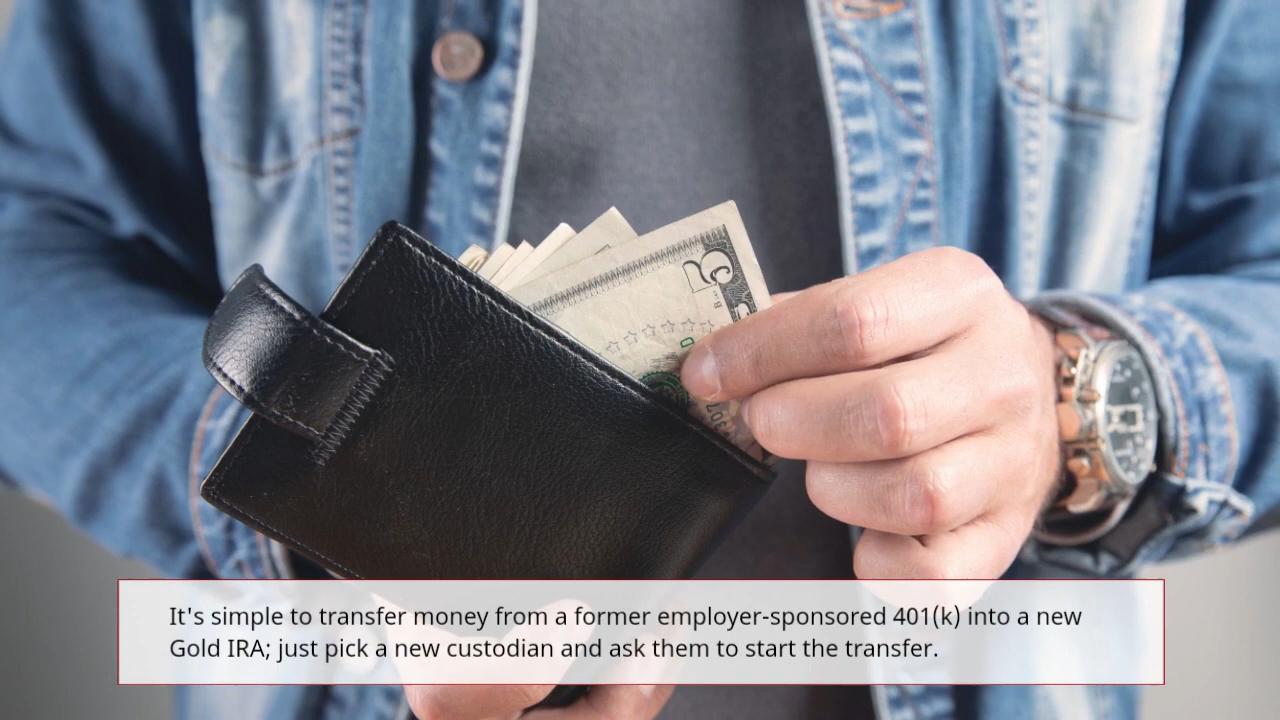 5
It's simple to transfer money from a former employer-sponsored 401(k) into a new
Gold IRA; just pick a new custodian and ask them to start the transfer.